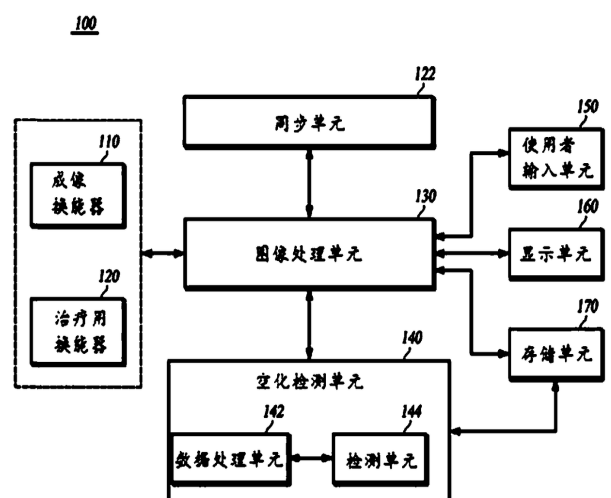 100
122
同步单元
110
成像
换能器
120
治疗用
换能器
130
图像处理单元
150
使用者
输入单元
160
显示单元
170
存储单元
140
空化检测单元
142
数据处理单元
144
检测单元